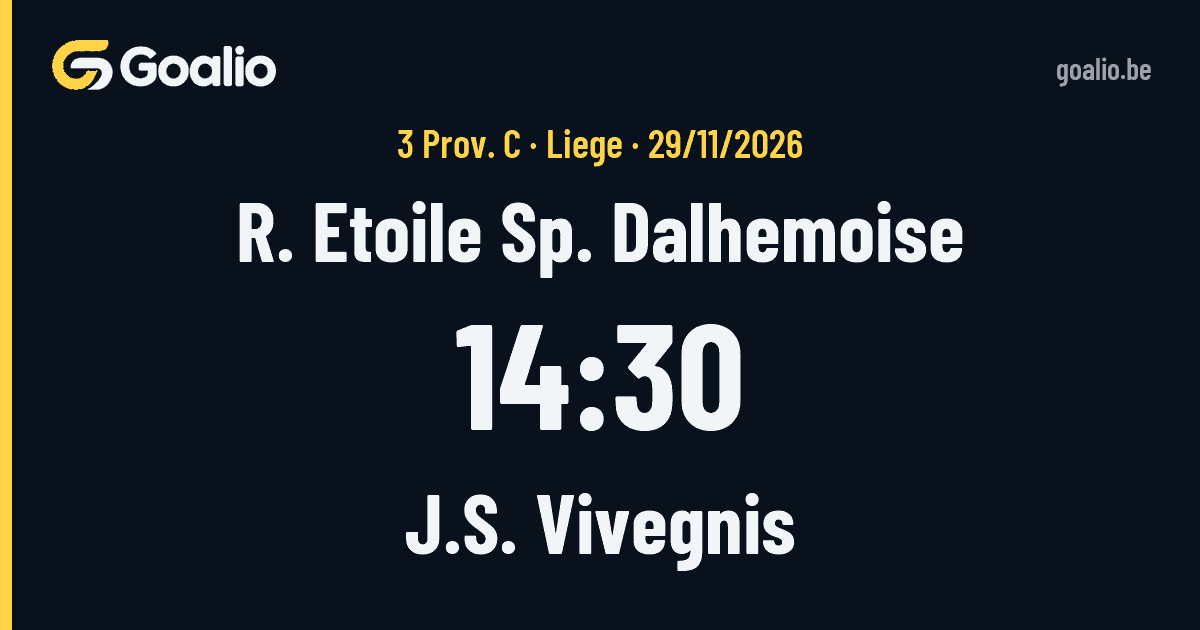 Goalio
goalio.be
3 Prov. C · Liege · 29/11/2026
R. Etoile Sp. Dalhemoise
14:30
J.S. Vivegnis